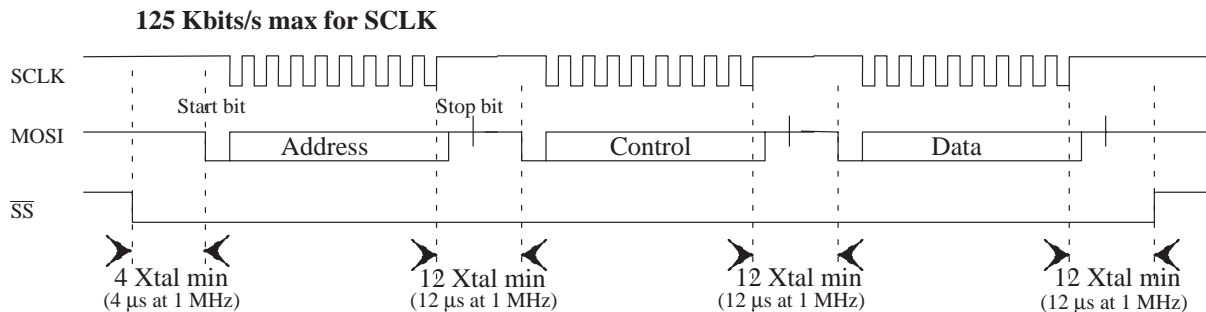 125 Kbits/s max for SCLK
SCLK
Start bit
Stop bit
MOSI
Address
Control
Data
SS
4 Xtal min
(4 µs at 1 MHz)
12 Xtal min
(12 µs at 1 MHz)
12 Xtal min
(12 µs at 1 MHz)
12 Xtal min
(12 µs at 1 MHz)